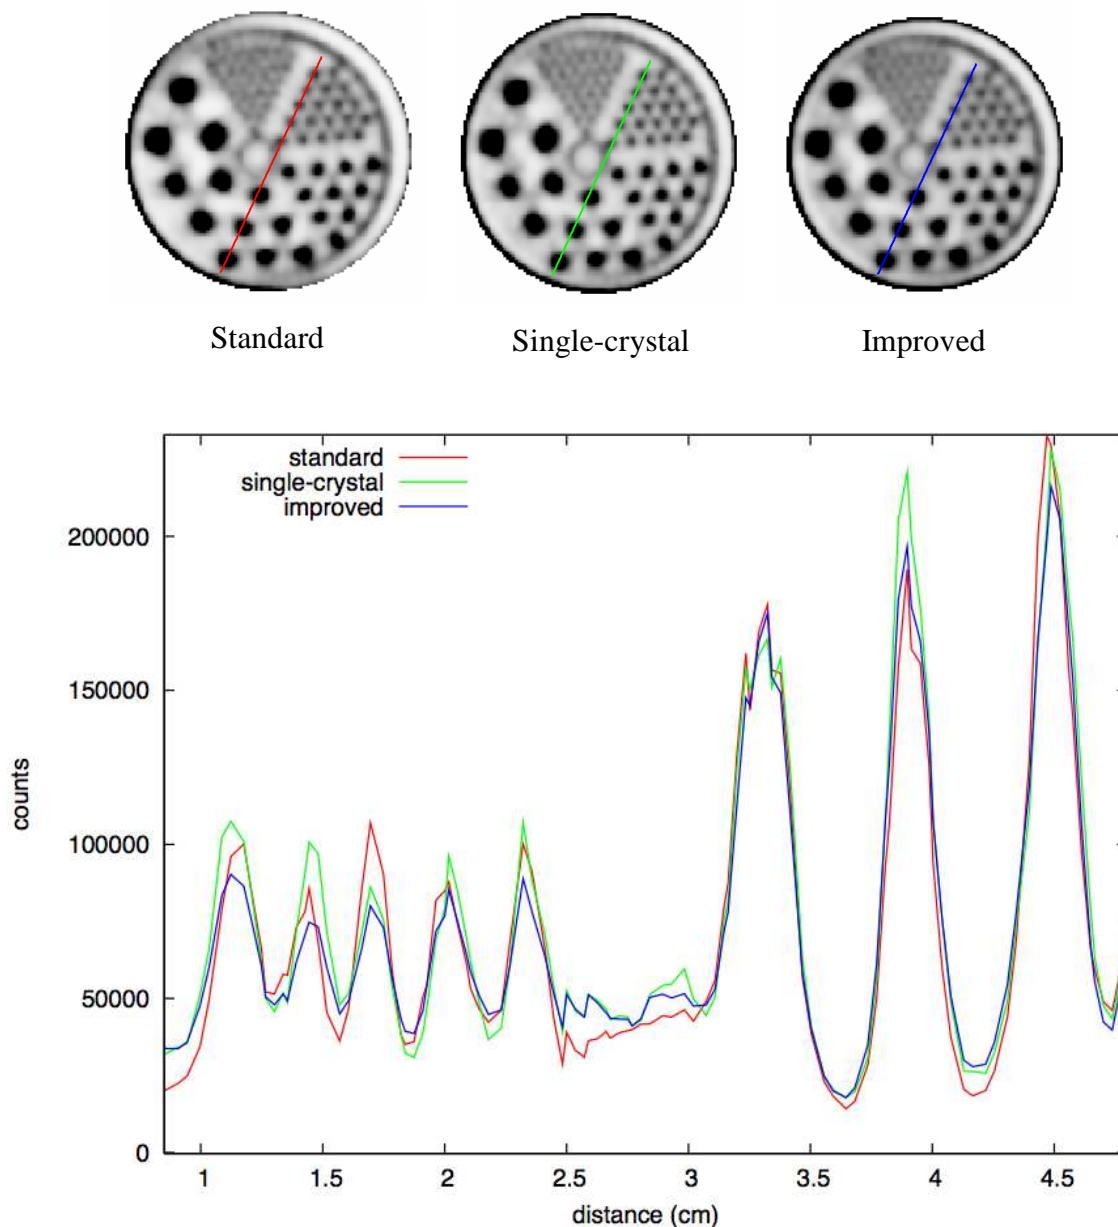 Standard
Single-crystal
Improved
standard
single-crystal
improved
200000
150000
100000
50000
0
counts
1 1.5 2 2.5 3 3.5 4 4.5
distance (cm)